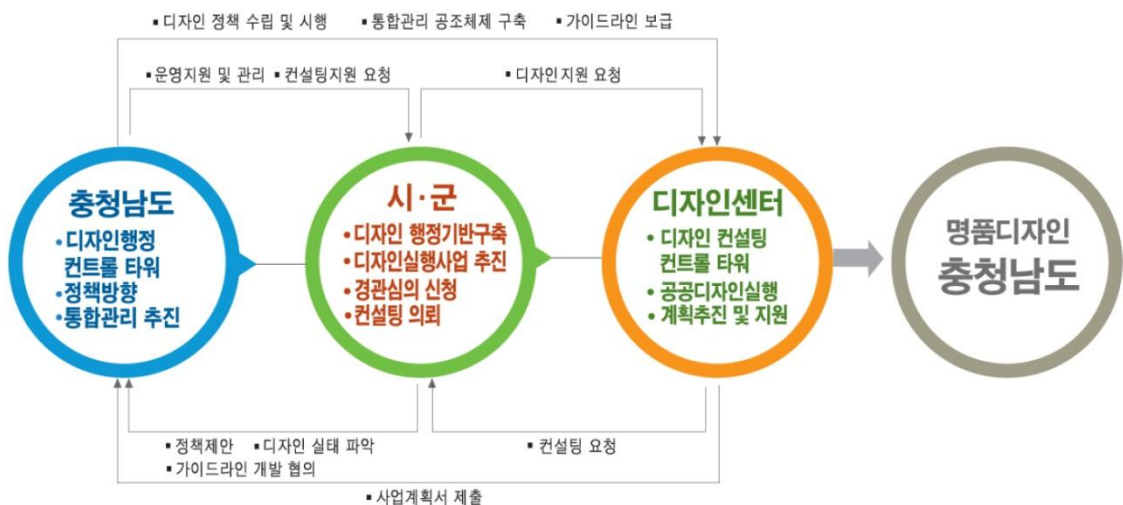 ▪디자인 정책 수립 및 시행 ▪통합관리 공조체제 구축 ▪가이드라인 보급
▪운영지원 및 관리 ▪컨설팅지원 요청 ▪디자인지원 요청
충청남도
•디자인행정
컨트롤 타워
•정책방향
•통합관리 추진
시·군
•디자인 행정기반구축
•디자인실행사업 추진
•경관심의 신청
•컨설팅 의뢰
디자인센터
•디자인 컨설팅
컨트롤 타워
•공공디자인실행
•계획추진 및 지원
명품디자인
충청남도
▪정책제안 ▪디자인 실태 파악
▪가이드라인 개발 협의
▪컨설팅 요청
▪사업계획서 제출